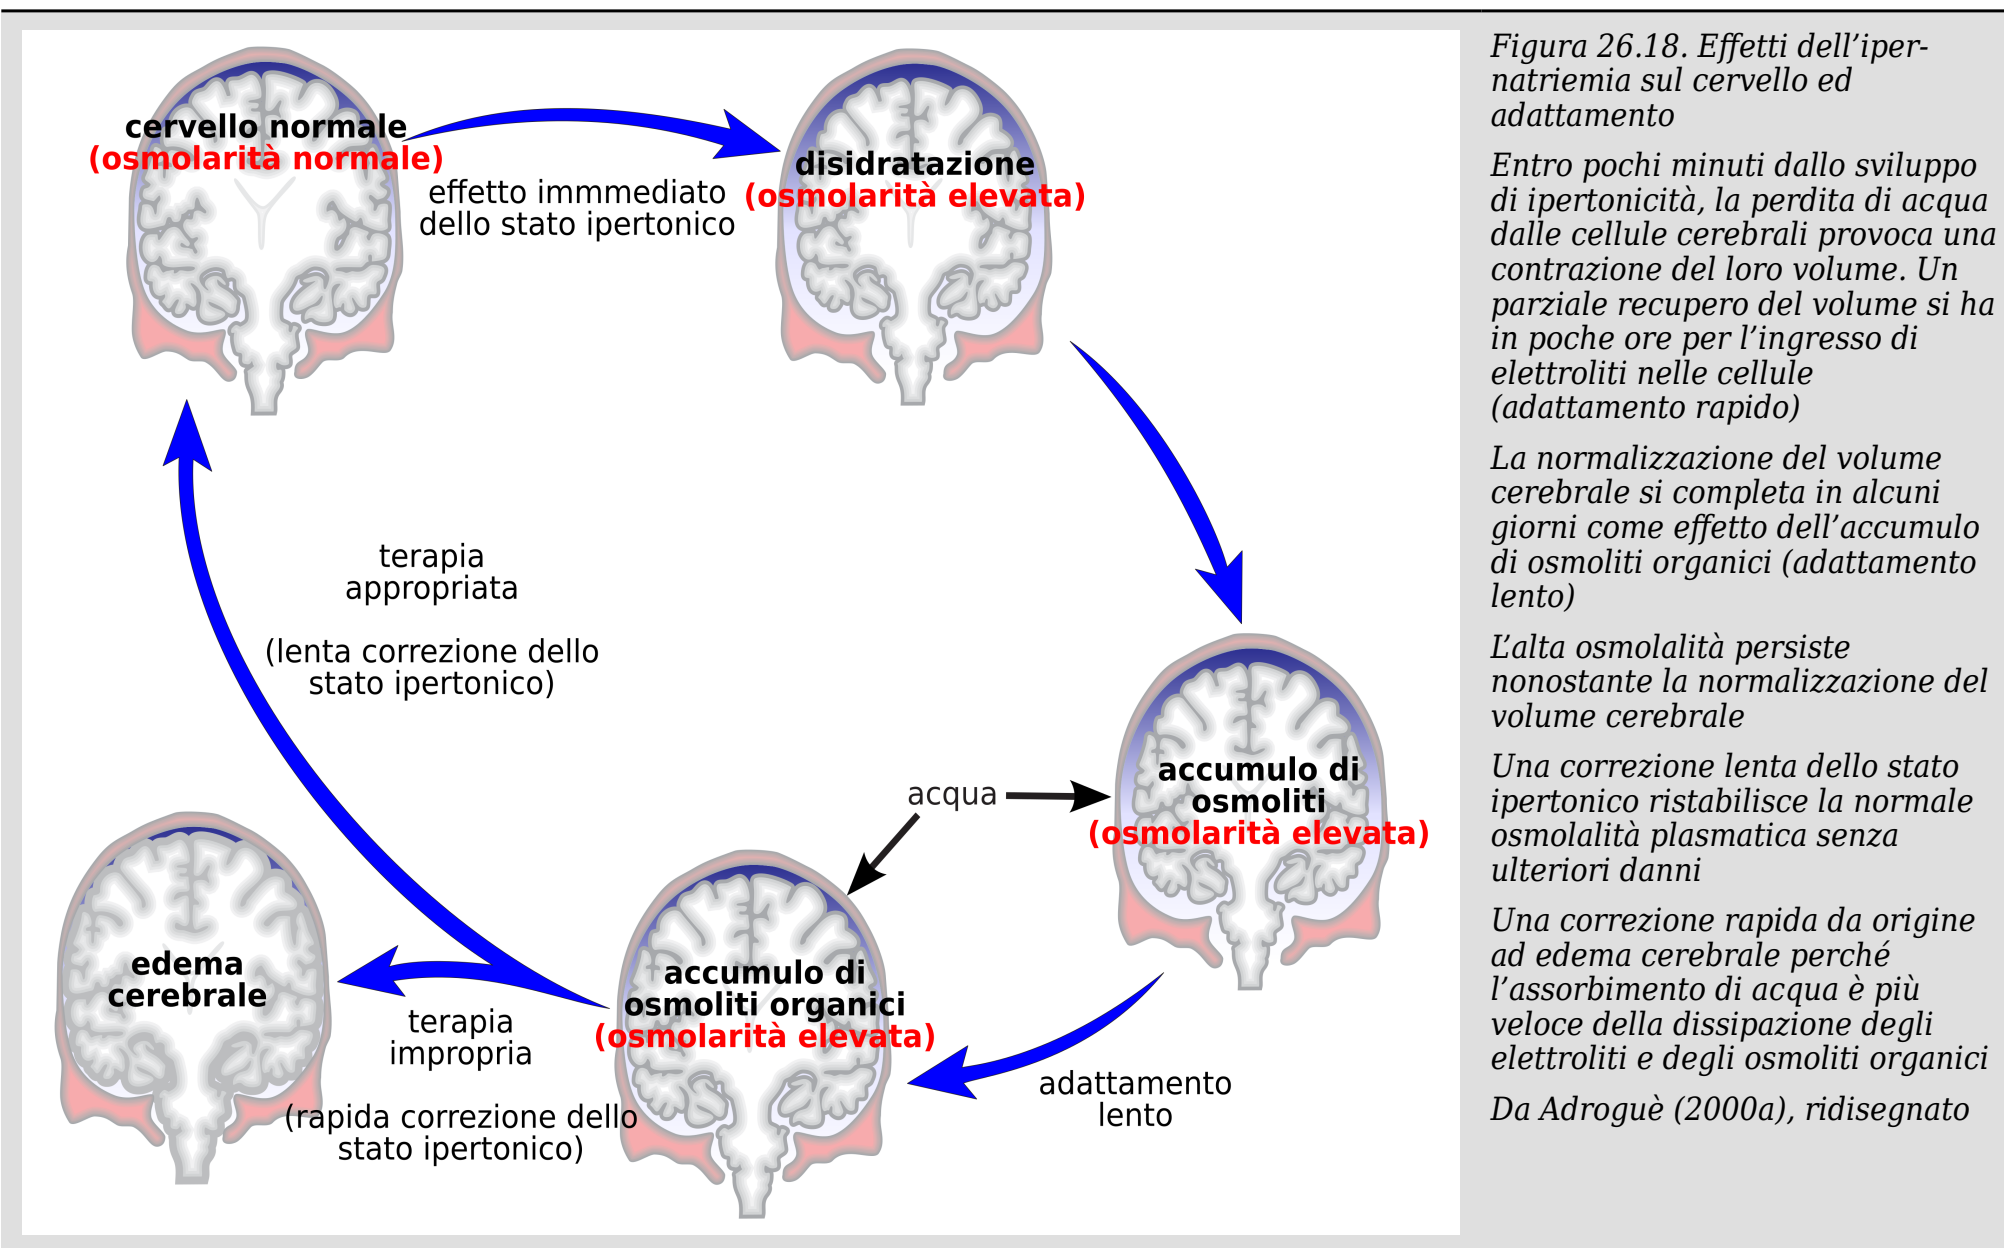 cervello normale
(osmolarità normale)
effetto immmediato
dello stato ipertonico
disidratazione
(osmolarità elevata)
terapia
appropriata
(lenta correzione dello
stato ipertonico)
acqua
accumulo di
osmoliti
(osmolarità elevata)
edema
cerebrale
terapia
impropria
(rapida correzione dello
stato ipertonico)
accumulo di
osmoliti organici
(osmolarità elevata)
adattamento
lento
Figura 26.18. Effetti dell’iper-
natriemia sul cervello ed
adattamento
Entro pochi minuti dallo sviluppo
di ipertonicità, la perdita di acqua
dalle cellule cerebrali provoca una
contrazione del loro volume. Un
parziale recupero del volume si ha
in poche ore per l’ingresso di
elettroliti nelle cellule
(adattamento rapido)
La normalizzazione del volume
cerebrale si completa in alcuni
giorni come effetto dell’accumulo
di osmoliti organici (adattamento
lento)
L’alta osmolalità persiste
nonostante la normalizzazione del
volume cerebrale
Una correzione lenta dello stato
ipertonico ristabilisce la normale
osmolalità plasmatica senza
ulteriori danni
Una correzione rapida da origine
ad edema cerebrale perché
l’assorbimento di acqua è più
veloce della dissipazione degli
elettroliti e degli osmoliti organici
Da Adroguè (2000a), ridisegnato